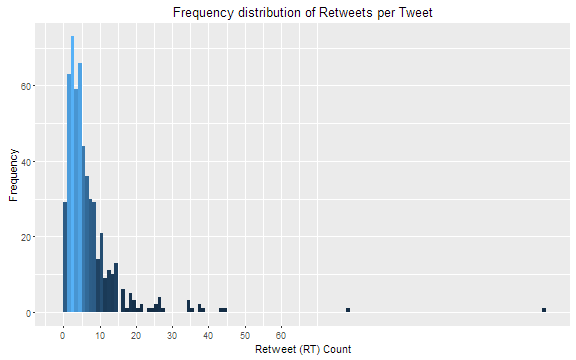 Frequency distribution of Retweets per Tweet
Frequency
60
40
20
0
0 10 20 30 40 50 60
Retweet (RT) Count